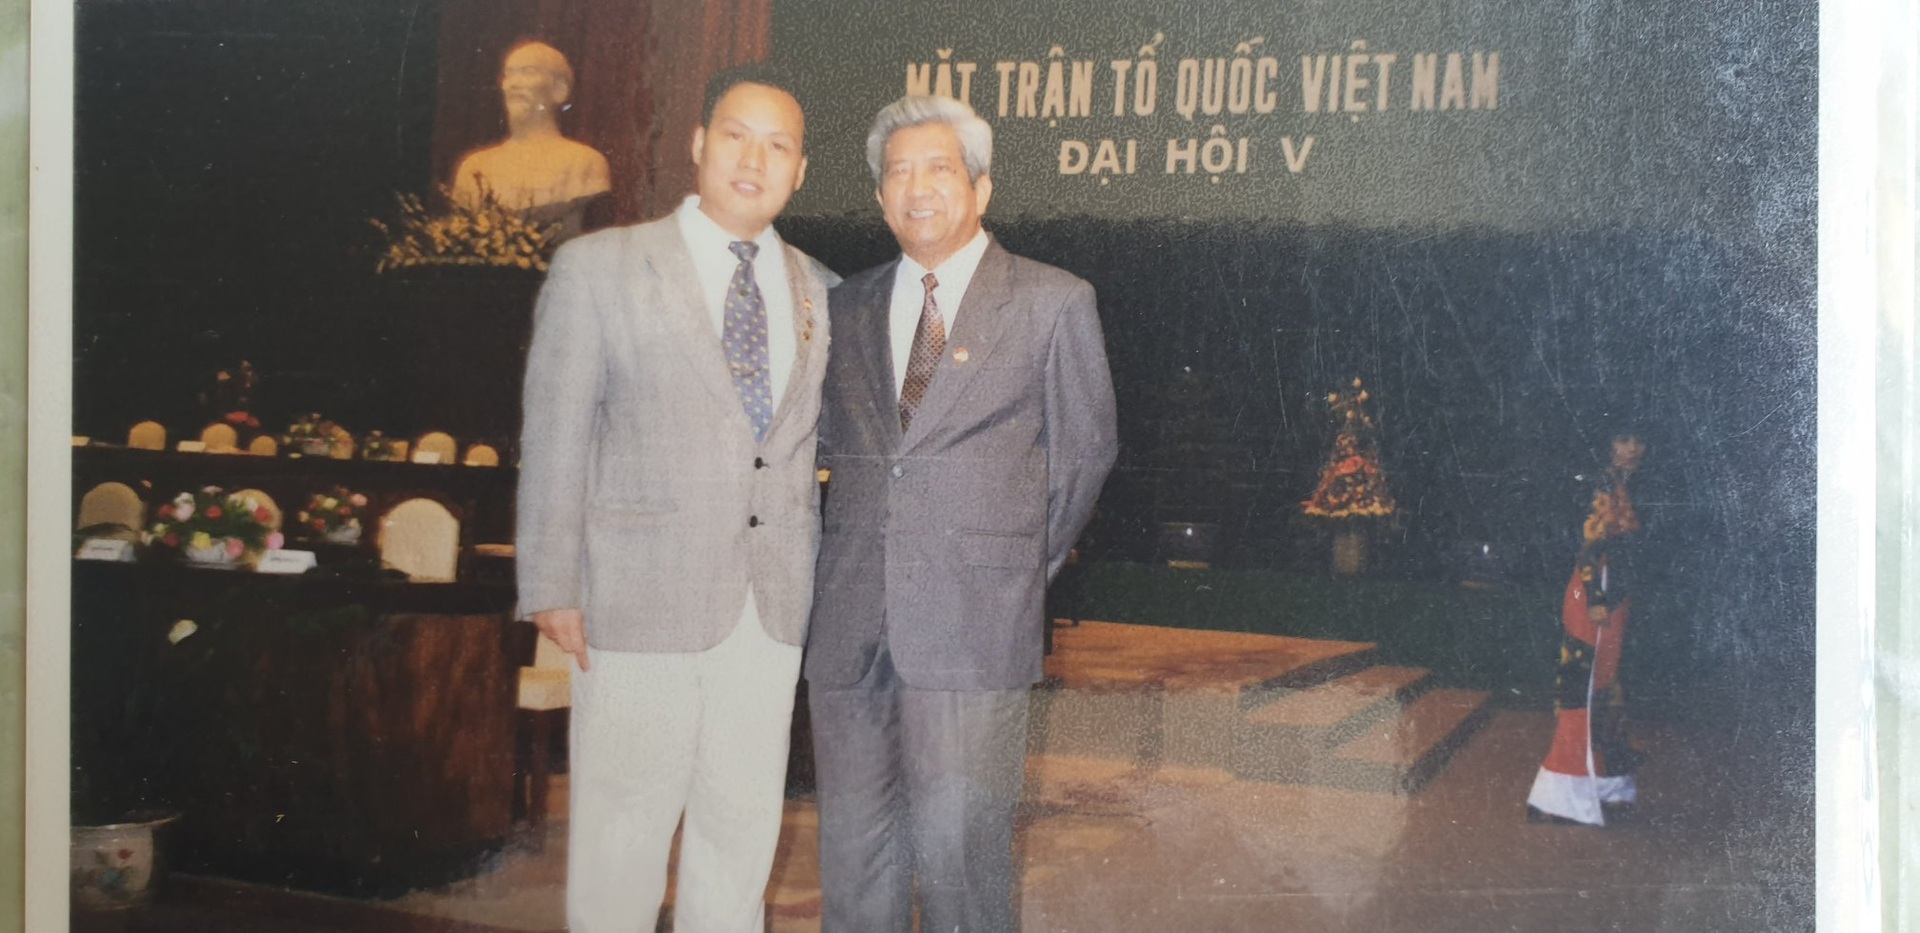 MẶT TRẬN TỔ QUỐC VIỆT NAM
ĐẠI HỘI V